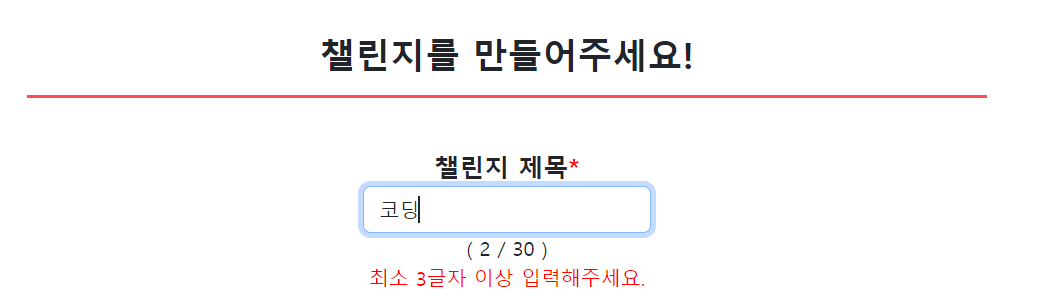 챌린지를 만들어주세요!
챌린지 제목*
코딩
( 2 / 30 )
최소 3글자 이상 입력해주세요.